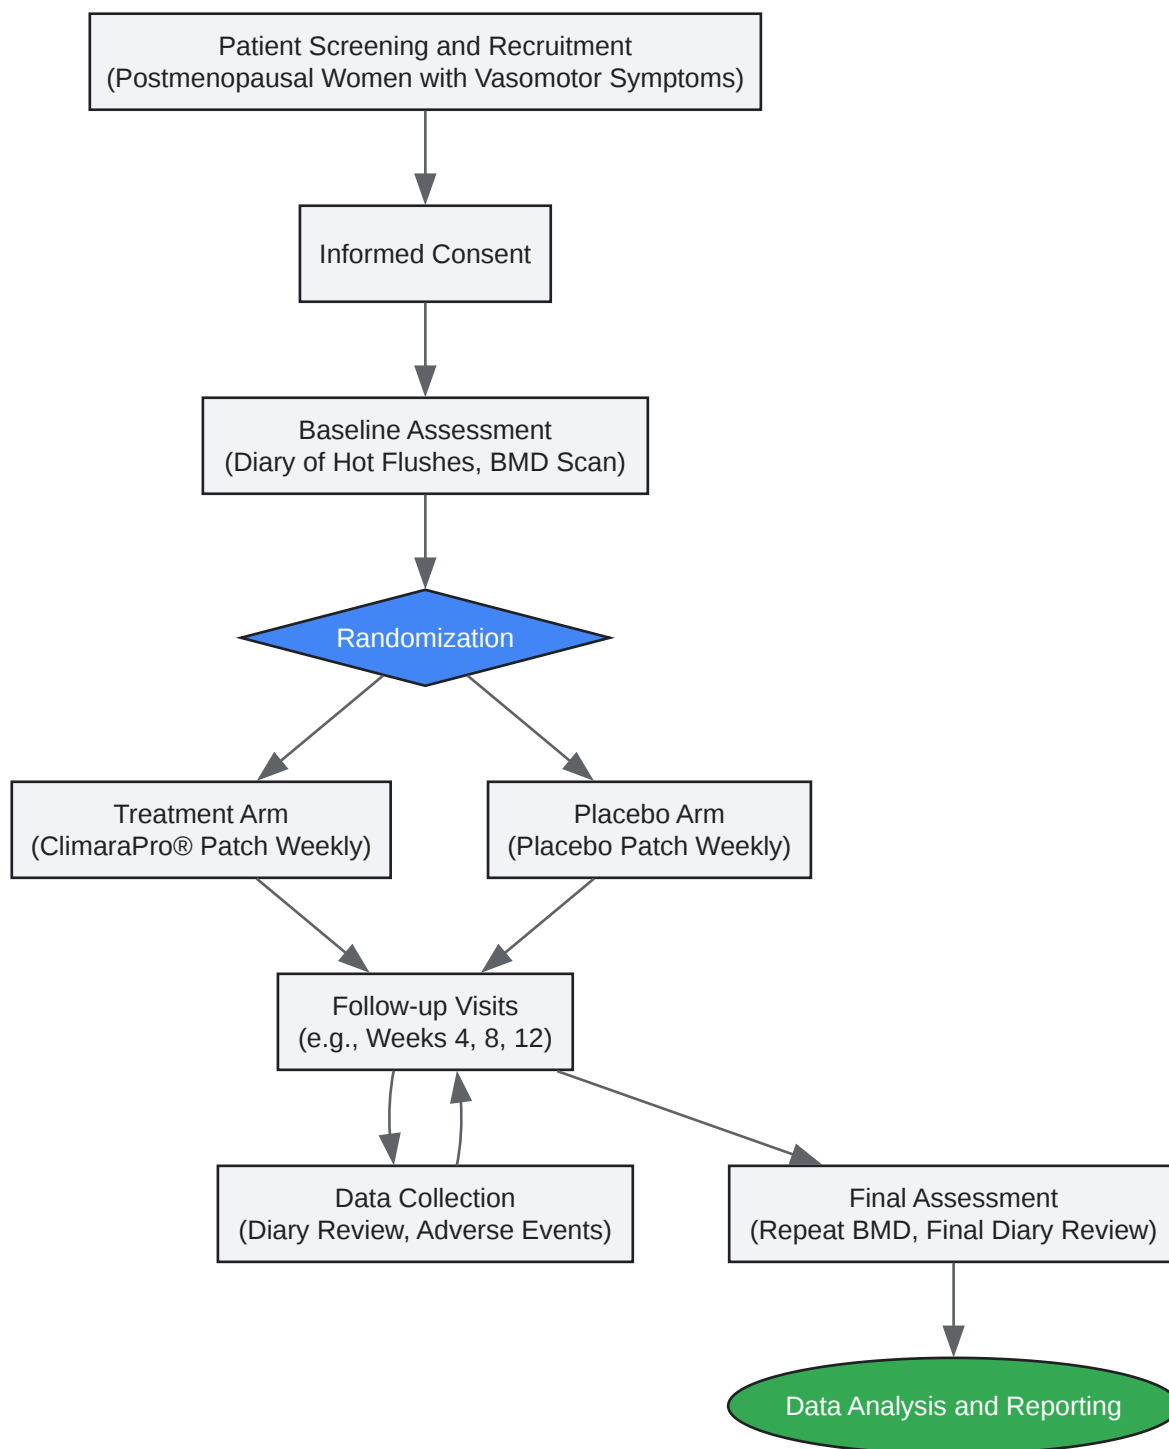 Patient Screening and Recruitment
(Postmenopausal Women with Vasomotor Symptoms)
Informed Consent
Baseline Assessment
(Diary of Hot Flushes, BMD Scan)
Randomization
Treatment Arm
(ClimaraPro® Patch Weekly)
Placebo Arm
(Placebo Patch Weekly)
Follow-up Visits
(e.g., Weeks 4, 8, 12)
Data Collection
(Diary Review, Adverse Events)
Final Assessment
(Repeat BMD, Final Diary Review)
Data Analysis and Reporting